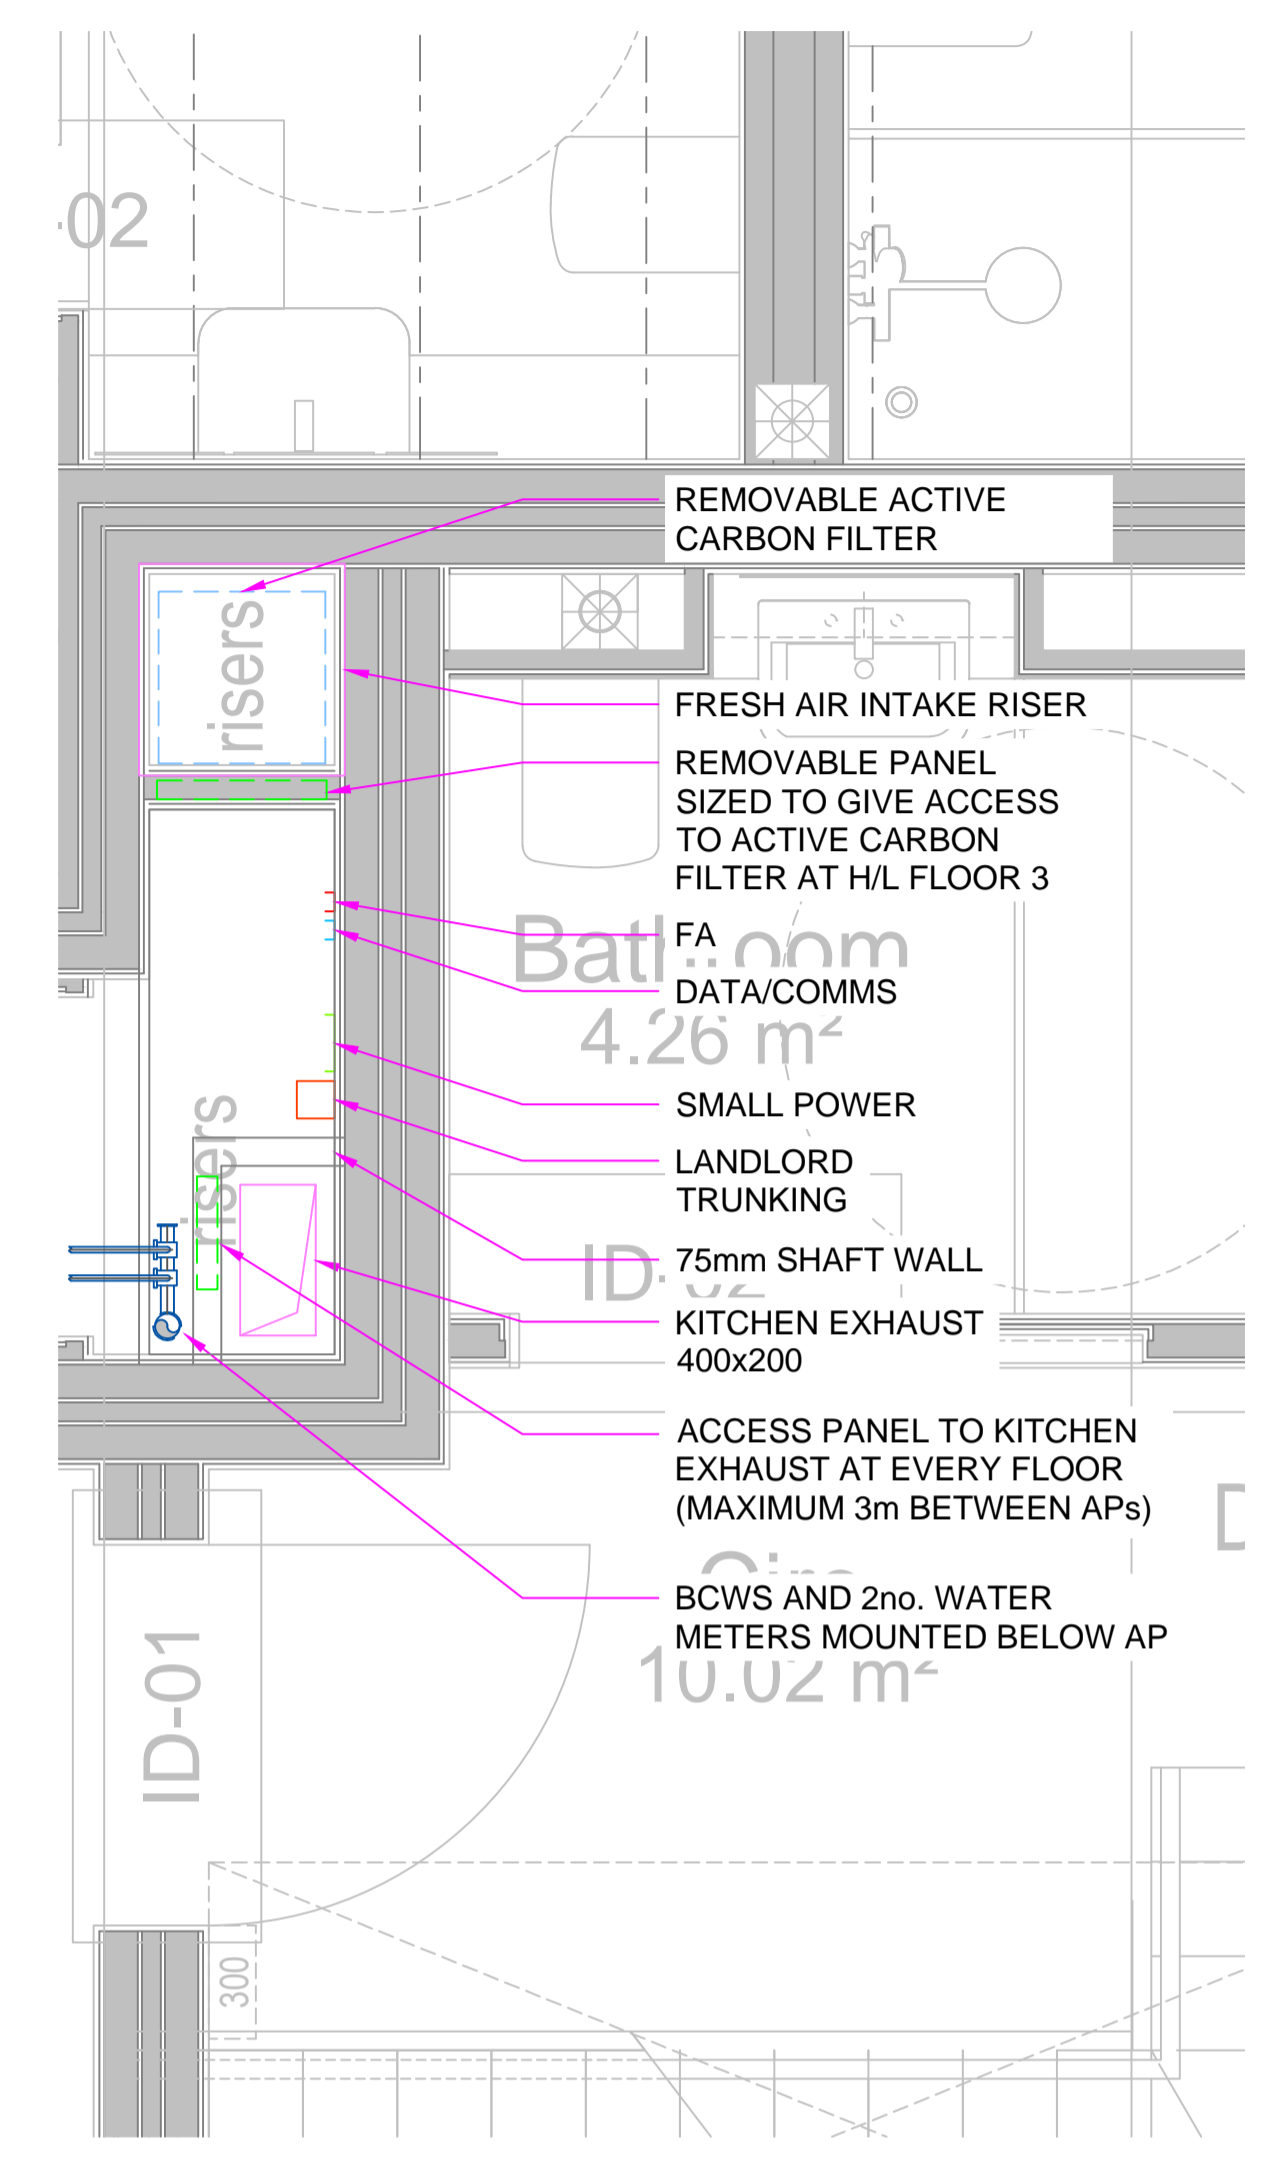 -02
REMOVABLE ACTIVE
CARBON FILTER
risers
FRESH AIR INTAKE RISER
REMOVABLE PANEL
SIZED TO GIVE ACCESS
TO ACTIVE CARBON
FILTER AT H/L FLOOR 3
FA
Bathroom
DATA/COMMS
4.26 m²
SMALL POWER
risers
LANDLORD
TRUNKING
75mm SHAFT WALL
ID-02
KITCHEN EXHAUST
400x200
ACCESS PANEL TO KITCHEN
EXHAUST AT EVERY FLOOR
(MAXIMUM 3m BETWEEN APs)
D
BCWS AND 2no. WATER
METERS MOUNTED BELOW AP
10.02 m²
ID-01
300